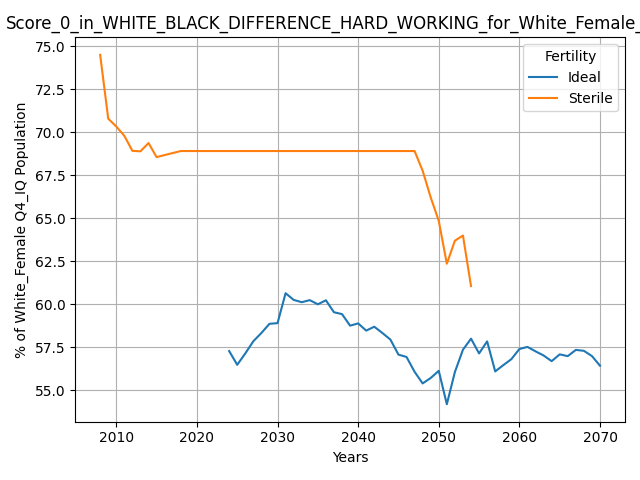 Score_0_in_WHITE_BLACK_DIFFERENCE_HARD_WORKING_for_White_Female_
Fertility
Ideal
Sterile
75.0
72.5
70.0
67.5
65.0
62.5
60.0
57.5
55.0
% of White_Female Q4_IQ Population
2010 2020 2030 2040 2050 2060 2070
Years